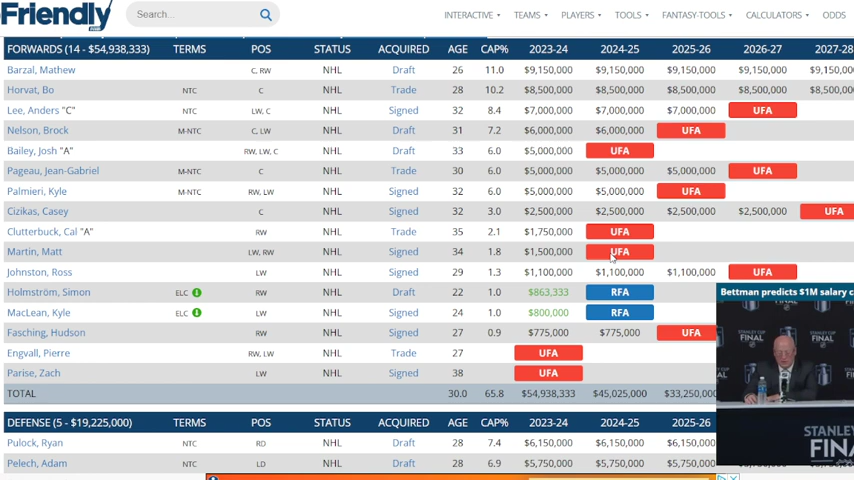 Friendly Search... INTERACTIVE TEAMS PLAYERS TOOLS FANTASY-TOOLS CALCULATORS ODDS
FORWARDS (14 - $54,938,333) TERMS POS STATUS ACQUIRED AGE CAP% 2023-24 2024-25 2025-26 2026-27 2027-28
Barzal, Mathew C, RW NHL Draft 26 11.0 $9,150,000 $9,150,000 $9,150,000 $9,150,000 $9,150,00
Horvat, Bo NTC C NHL Trade 28 10.2 $8,500,000 $8,500,000 $8,500,000 $8,500,000 $8,500,00
Lee, Anders "C" NTC LW, C NHL Signed 32 8.4 $7,000,000 $7,000,000 $7,000,000 UFA
Nelson, Brock M-NTC C, LW NHL Draft 31 7.2 $6,000,000 $6,000,000 UFA
Bailey, Josh "A" RW, LW, C NHL Draft 33 6.0 $5,000,000 UFA
Pageau, Jean-Gabriel M-NTC C NHL Trade 30 6.0 $5,000,000 $5,000,000 $5,000,000 UFA
Palmieri, Kyle M-NTC RW, LW NHL Signed 32 6.0 $5,000,000 $5,000,000 UFA
Cizikas, Casey C NHL Signed 32 3.0 $2,500,000 $2,500,000 $2,500,000 $2,500,000 UFA
Clutterbuck, Cal "A" RW NHL Trade 35 2.1 $1,750,000 UFA
Martin, Matt LW, RW NHL Signed 34 1.8 $1,500,000 UFA
Johnston, Ross LW NHL Signed 29 1.3 $1,100,000 $1,100,000 $1,100,000 UFA
Holmström, Simon ELC RW NHL Draft 22 1.0 $863,333 RFA
MacLean, Kyle ELC LW NHL Signed 24 1.0 $800,000 RFA
Fasching, Hudson RW NHL Signed 27 0.9 $775,000 $775,000 UFA
Engvall, Pierre RW, LW NHL Trade 27 UFA
Parise, Zach LW NHL Signed 38 UFA
TOTAL 30.0 65.8 $54,938,333 $45,025,000 $33,250,00
DEFENSE (5 - $19,225,000) TERMS POS STATUS ACQUIRED AGE CAP% 2023-24 2024-25 2025-26
Pulock, Ryan NTC RD NHL Draft 28 7.4 $6,150,000 $6,150,000 $6,150,00
Pelech, Adam NTC LD NHL Draft 28 6.9 $5,750,000 $5,750,000 $5,750,00
Bettman predicts $1M salary c
STANLEY CUP
FINAL
STANLEY
FINA